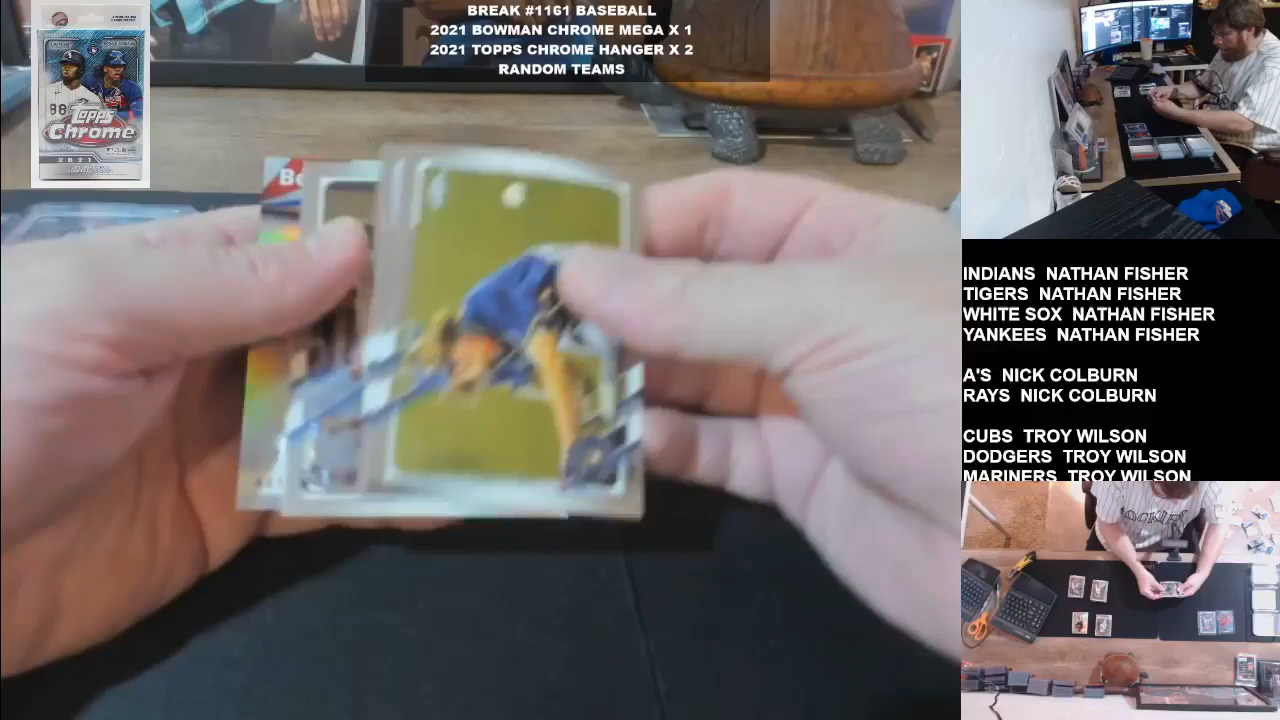 BREAK #1161 BASEBALL
2021 BOWMAN CHROME MEGA X 1
2021 TOPPS CHROME HANGER X 2
RANDOM TEAMS
88
Topps
Chrome
2021
Bo
INDIANS NATHAN FISHER
TIGERS NATHAN FISHER
WHITE SOX NATHAN FISHER
YANKEES NATHAN FISHER
A'S NICK COLBURN
RAYS NICK COLBURN
CUBS TROY WILSON
DODGERS TROY WILSON
MARINERS TROY WILSON